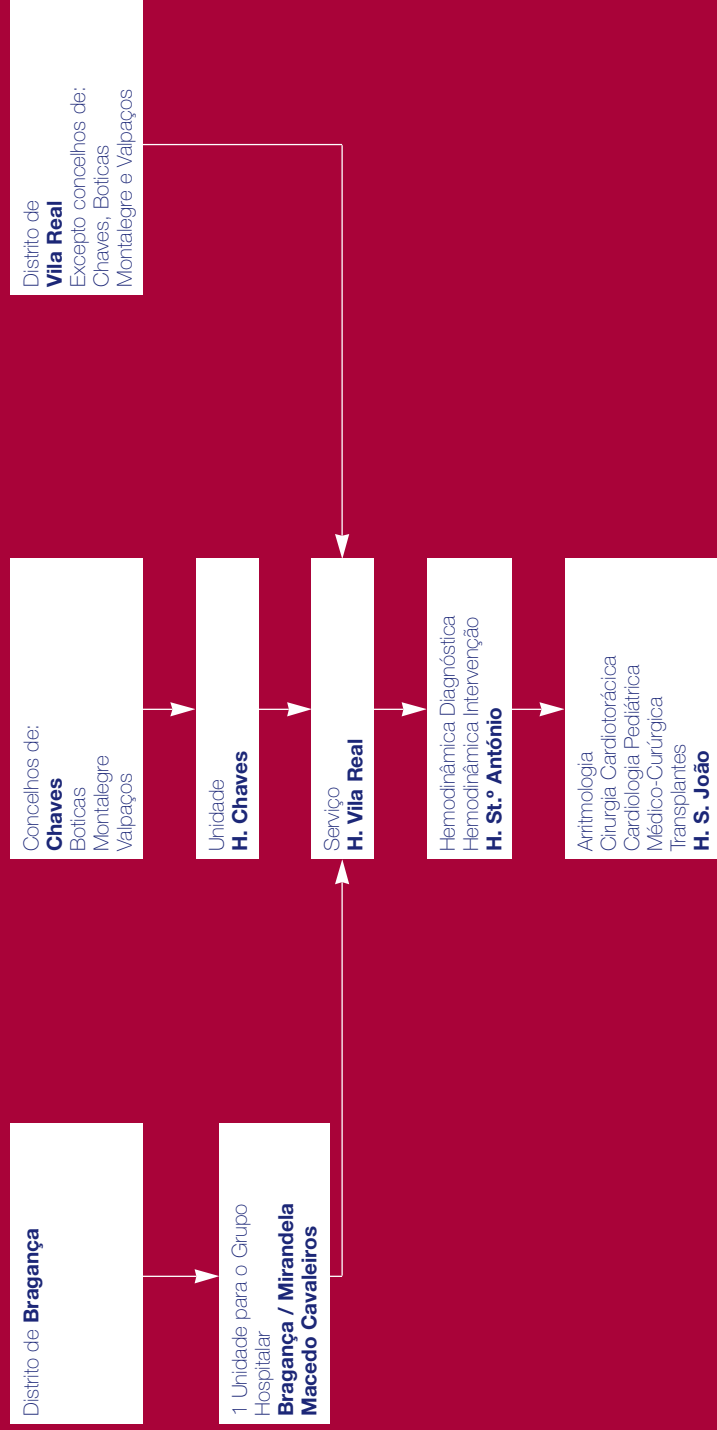 Distrito de Bragança
1 Unidade para o Grupo
Hospitalar
Bragança / Mirandela
Macedo Cavaleiros
Concelhos de:
Chaves
Boticas
Montalegre
Valpaços
Unidade
H. Chaves
Serviço
H. Vila Real
Hemodinâmica Diagnóstica
Hemodinâmica Intervenção
H. St.º António
Arritmologia
Cirurgia Cardiotorácica
Cardiologia Pediátrica
Médico-Curúrgica
Transplantes
H. S. João
Distrito de
Vila Real
Excepto concelhos de:
Chaves, Boticas
Montalegre e Valpaços